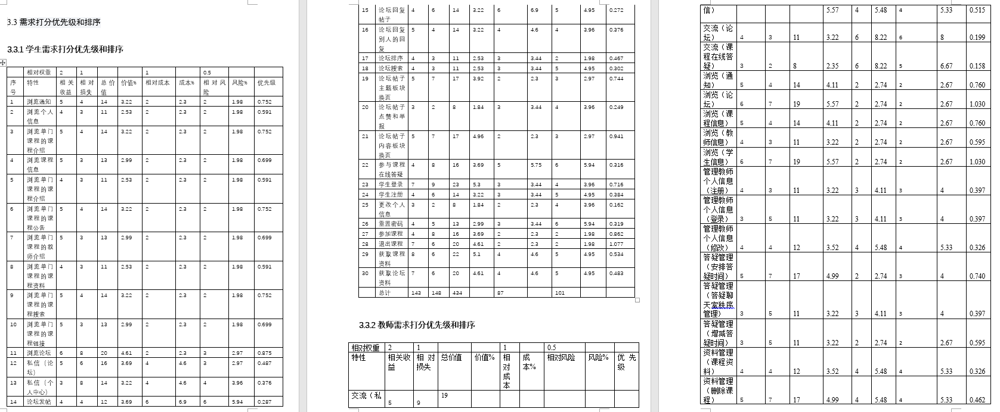 3.3 需求打分优先级和排序
3.3.1 学生需求打分优先级和排序
相对权重 2 1 1 0.5
序号 特性 相关收益 相对损失 总价值 价值% 相对成本 成本% 相对风险 风险% 优先级
1 浏览通知 5 4 14 3.22 2 2.3 2 1.98 0.752
2 浏览个人信息 4 3 11 2.53 2 2.3 2 1.98 0.591
3 浏览单门课程的课程介绍 5 4 14 3.22 2 2.3 2 1.98 0.752
4 浏览课程信息 5 3 13 2.99 2 2.3 2 1.98 0.699
5 浏览单门课程的课程介绍 4 3 11 2.53 2 2.3 2 1.98 0.591
6 浏览单门课程的课程公告 5 4 14 3.22 2 2.3 2 1.98 0.752
7 浏览单门课程的教师介绍 5 3 13 2.99 2 2.3 2 1.98 0.699
8 浏览单门课程的课程资料 4 3 11 2.53 2 2.3 2 1.98 0.591
9 浏览单门课程的课程搜索 5 4 14 3.22 2 2.3 2 1.98 0.752
10 浏览单门课程的课程链接 5 3 13 2.99 2 2.3 2 1.98 0.699
11 浏览论坛 6 8 20 4.61 2 2.3 3 2.97 0.875
12 私信（论坛） 5 6 16 3.69 4 4.6 3 2.97 0.487
13 私信（个人中心） 3 8 14 3.22 4 4.6 4 3.96 0.376
14 论坛发帖 4 4 12 3.69 6 6.9 6 5.94 0.287
15 论坛回复帖子 4 6 14 3.22 6 6.9 5 4.95 0.272
16 论坛回复别人的回复 5 4 14 3.22 4 4.6 4 3.96 0.376
17 论坛排序 4 3 11 2.53 3 3.44 2 1.98 0.467
18 论坛搜索 4 3 11 2.53 3 3.44 5 4.95 0.302
19 论坛帖子主题板块换页 5 7 17 3.92 2 2.3 3 2.97 0.744
20 论坛帖子点赞和举报 3 2 8 1.84 3 3.44 4 3.96 0.249
21 论坛帖子内容板块换页 5 7 17 4.96 2 2.3 3 2.97 0.941
22 参与课程在线答疑 4 8 16 3.69 5 5.75 6 5.94 0.316
23 学生登录 7 9 23 5.3 3 3.44 4 3.96 0.716
24 学生注册 4 6 14 3.22 3 3.44 5 4.95 0.384
25 更改个人信息 3 2 8 1.84 2 2.3 4 3.96 0.162
26 重置密码 4 5 13 2.99 3 3.44 6 5.94 0.319
27 参加课程 4 8 16 3.69 2 2.3 2 1.98 0.862
28 退出课程 7 6 20 4.61 2 2.3 2 1.98 1.077
29 获取课程资料 8 6 22 5.1 4 4.6 5 4.95 0.534
30 获取论坛资料 7 6 20 4.61 4 4.6 5 4.95 0.483
总计 143 148 434 87 101
3.3.2 教师需求打分优先级和排序
相对权重 2 1 1 0.5
特性 相关收益 相对损失 总价值 价值% 相对成本 成本% 相对风险 风险% 优先级
交流（私 5 9 19
信） 5.57 4 5.48 4 5.33 0.515
交流（论坛） 4 3 11 3.22 6 8.22 6 8 0.199
交流（课程在线答疑） 3 2 8 2.35 6 8.22 5 6.67 0.158
浏览（通知） 5 4 14 4.11 2 2.74 2 2.67 0.760
浏览（论坛） 6 7 19 5.57 2 2.74 2 2.67 1.030
浏览（课程信息） 5 4 14 4.11 2 2.74 2 2.67 0.760
浏览（教师信息） 4 3 11 3.22 2 2.74 2 2.67 0.595
浏览（学生信息） 6 7 19 5.57 2 2.74 2 2.67 1.030
管理教师个人信息（注册） 4 3 11 3.22 3 4.11 3 4 0.397
管理教师个人信息（登录） 3 5 11 3.22 3 4.11 3 4 0.397
管理教师个人信息（修改） 4 4 12 3.52 4 5.48 4 5.33 0.326
答疑管理（安排答疑时间） 5 7 17 4.99 2 2.74 3 4 0.740
答疑管理（答疑聊天室秩序管理） 3 5 11 3.22 3 4.11 3 4 0.397
答疑管理（增减答疑时间） 3 5 11 3.22 2 2.74 2 2.67 0.595
资料管理（课程资料） 4 4 12 3.52 4 5.48 4 5.33 0.326
资料管理（删除课程） 5 7 17 4.99 4 5.48 4 5.33 0.462